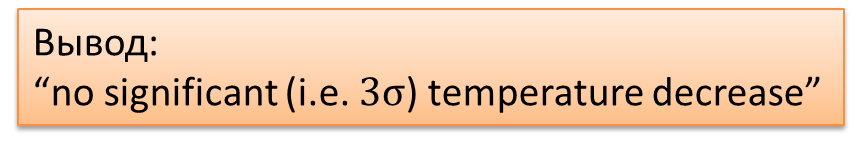 Вывод:
“no significant (i.e. 3σ) temperature decrease”